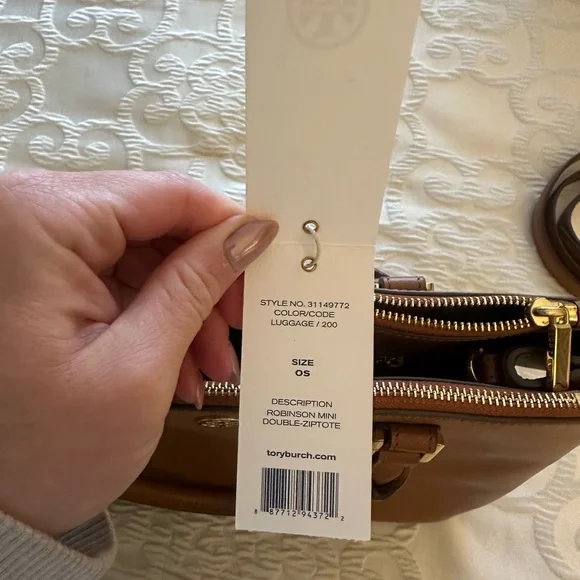 STYLE NO. 31149772
COLOR/CODE
LUGGAGE / 200
SIZE
OS
DESCRIPTION
ROBINSON MINI
DOUBLE-ZIPTOTE
toryburch.com
8 87712 94372 2